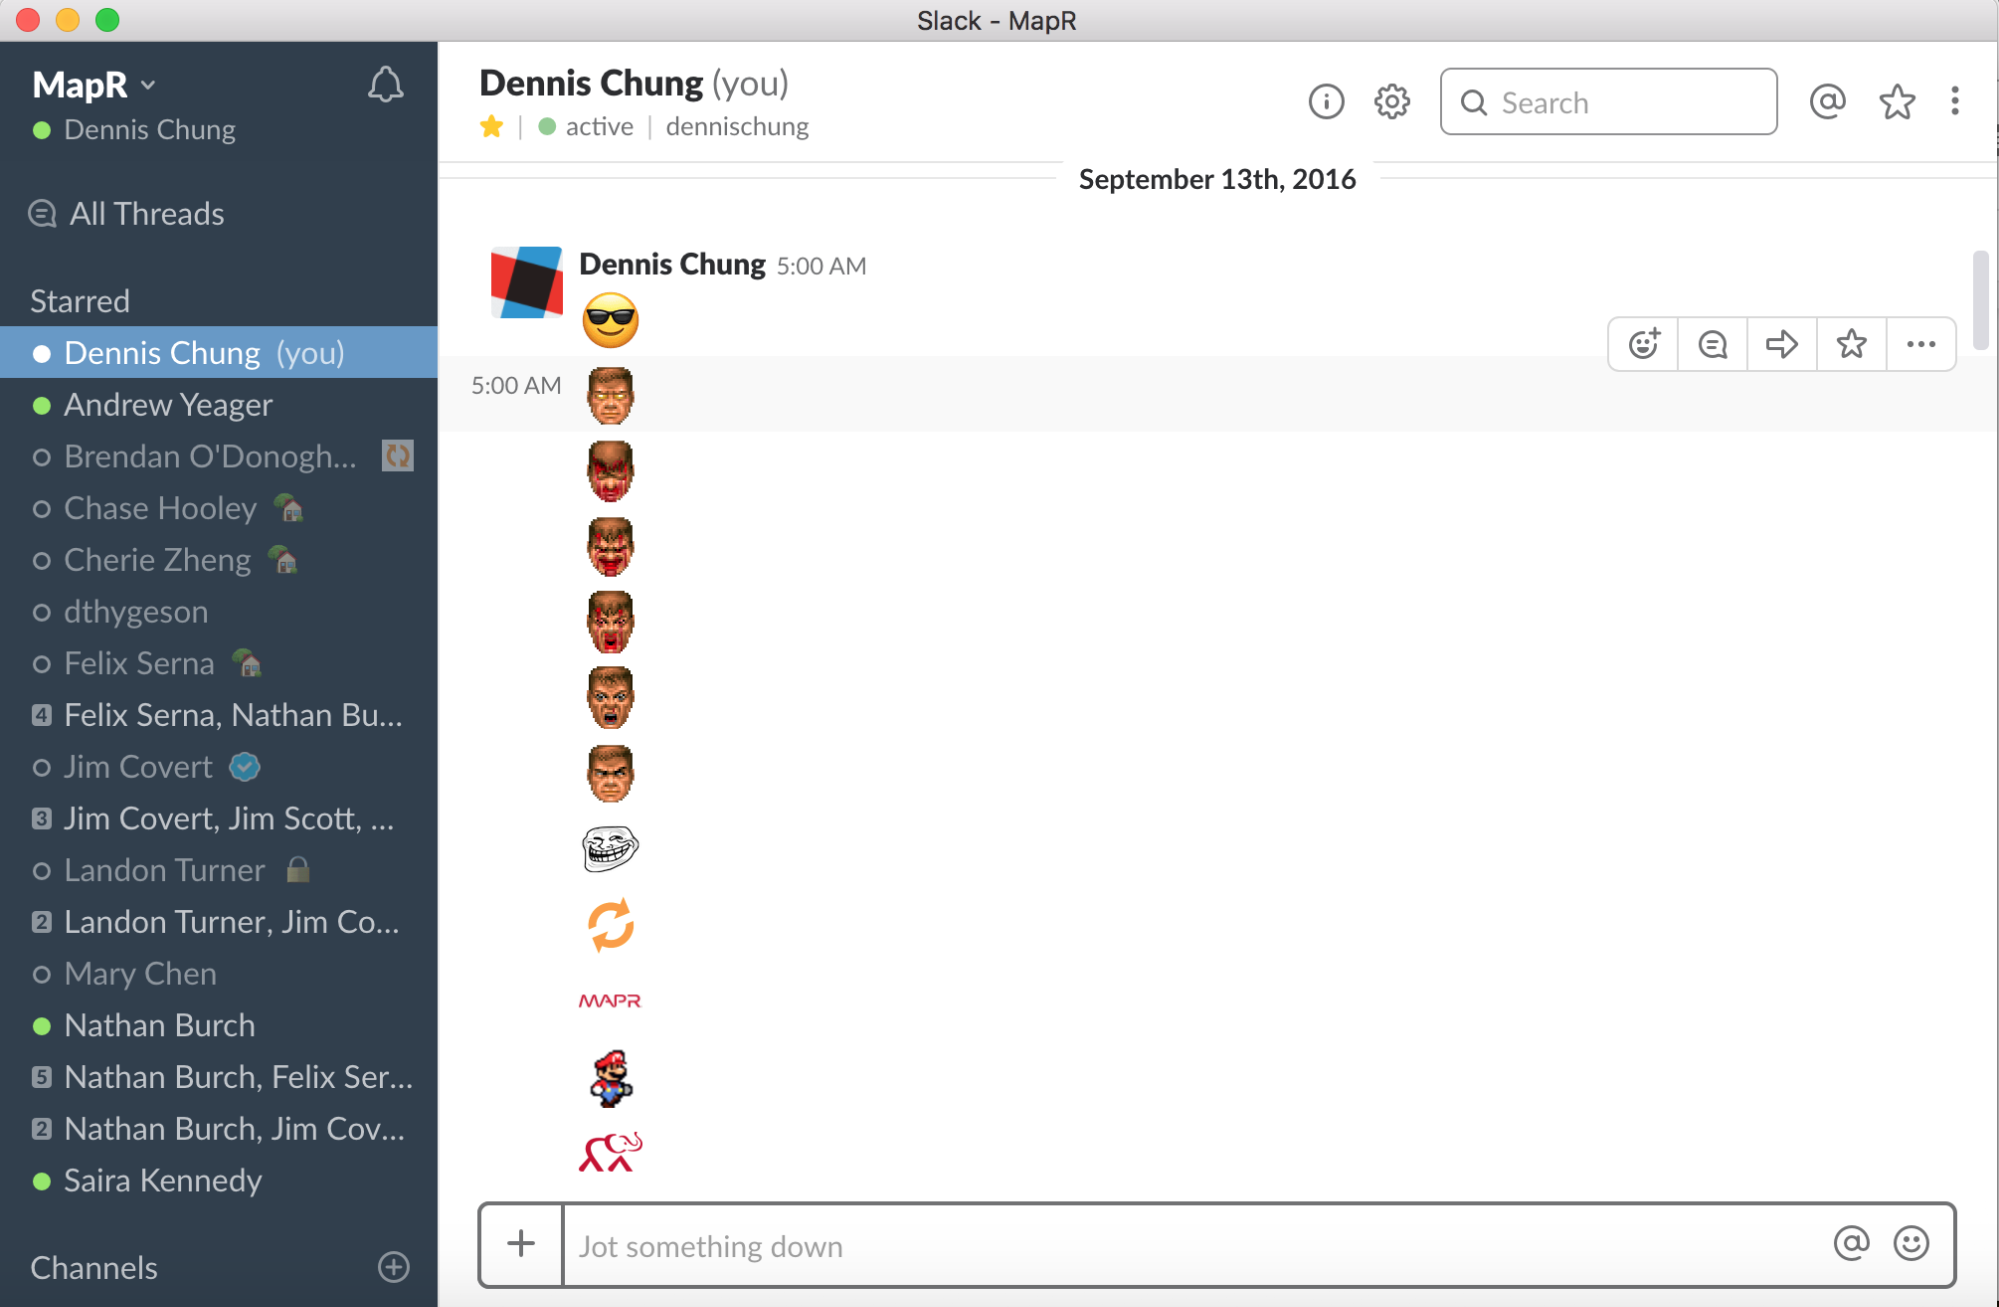 Slack - MapR
MapR
Dennis Chung
All Threads
Starred
Dennis Chung (you)
Andrew Yeager
Brendan O'Donogh...
Chase Hooley
Cherie Zheng
dthygeson
Felix Serna
4 Felix Serna, Nathan Bu...
Jim Covert
3 Jim Covert, Jim Scott, ...
Landon Turner
2 Landon Turner, Jim Co...
Mary Chen
Nathan Burch
5 Nathan Burch, Felix Ser...
2 Nathan Burch, Jim Cov...
Saira Kennedy
Channels
Dennis Chung (you)
active | dennischung
Search
September 13th, 2016
Dennis Chung 5:00 AM
5:00 AM
MAPR
Jot something down